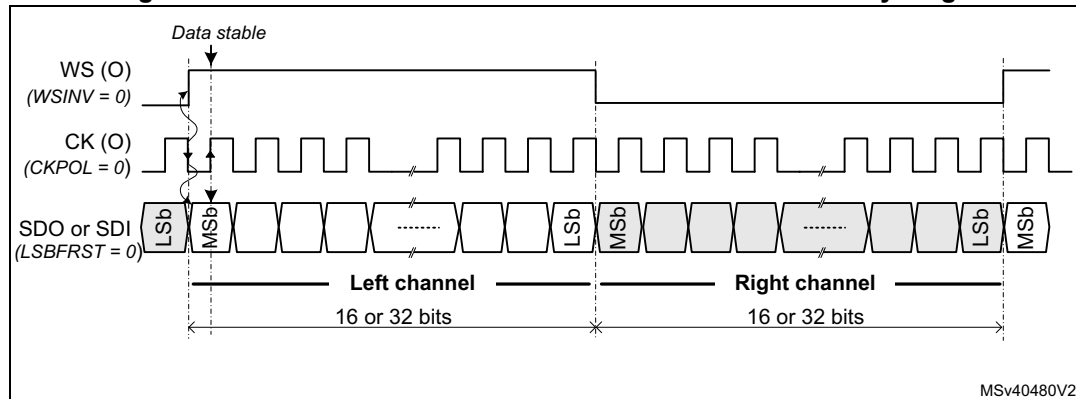 Data stable
WS (O)
(WSINV = 0)
CK (O)
(CKPOL = 0)
SDO or SDI
(LSBFRST = 0)
LSb
MSb
LSb
MSb
LSb
MSb
Left channel
Right channel
16 or 32 bits
16 or 32 bits
MSv40480V2